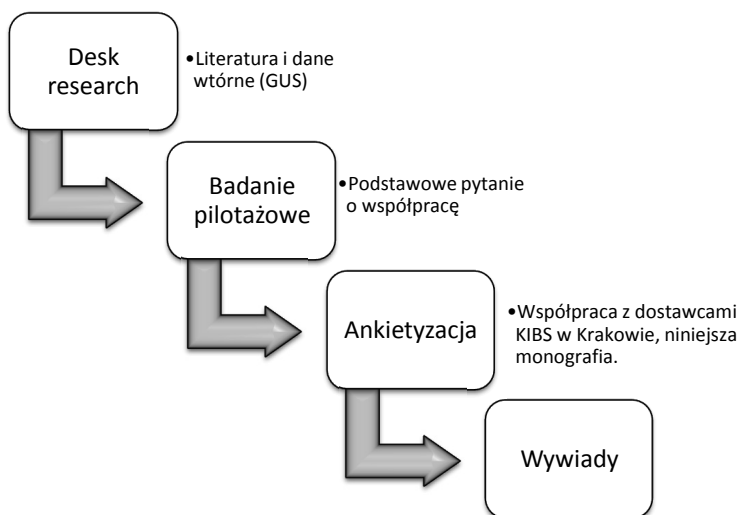 Desk
research
•Literatura i dane
wtórne (GUS)
Badanie
pilotażowe
•Podstawowe pytanie
o współpracę
Ankietyzacja
•Współpraca z dostawcami
KIBS w Krakowie, niniejsza
monografia.
Wywiady